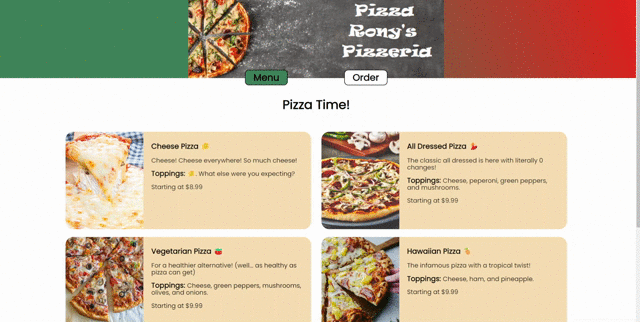 Pizza
Rony's
Pizzeria
Menu
Order
Pizza Time!
Cheese Pizza 🧀
Cheese! Cheese everywhere! So much cheese!
Toppings: 🧀. What else were you expecting?
Starting at $8.99
All Dressed Pizza 🌶️
The classic all dressed is here with literally 0
changes!
Toppings: Cheese, peperoni, green peppers,
and mushrooms.
Starting at $9.99
Vegetarian Pizza 🥗
For a healthier alternative! (well... as healthy as
pizza can get)
Toppings: Cheese, green peppers, mushrooms,
olives, and onions.
Starting at $9.99
Hawaiian Pizza 🍍
The infamous pizza with a tropical twist!
Toppings: Cheese, ham, and pineapple.
Starting at $9.99